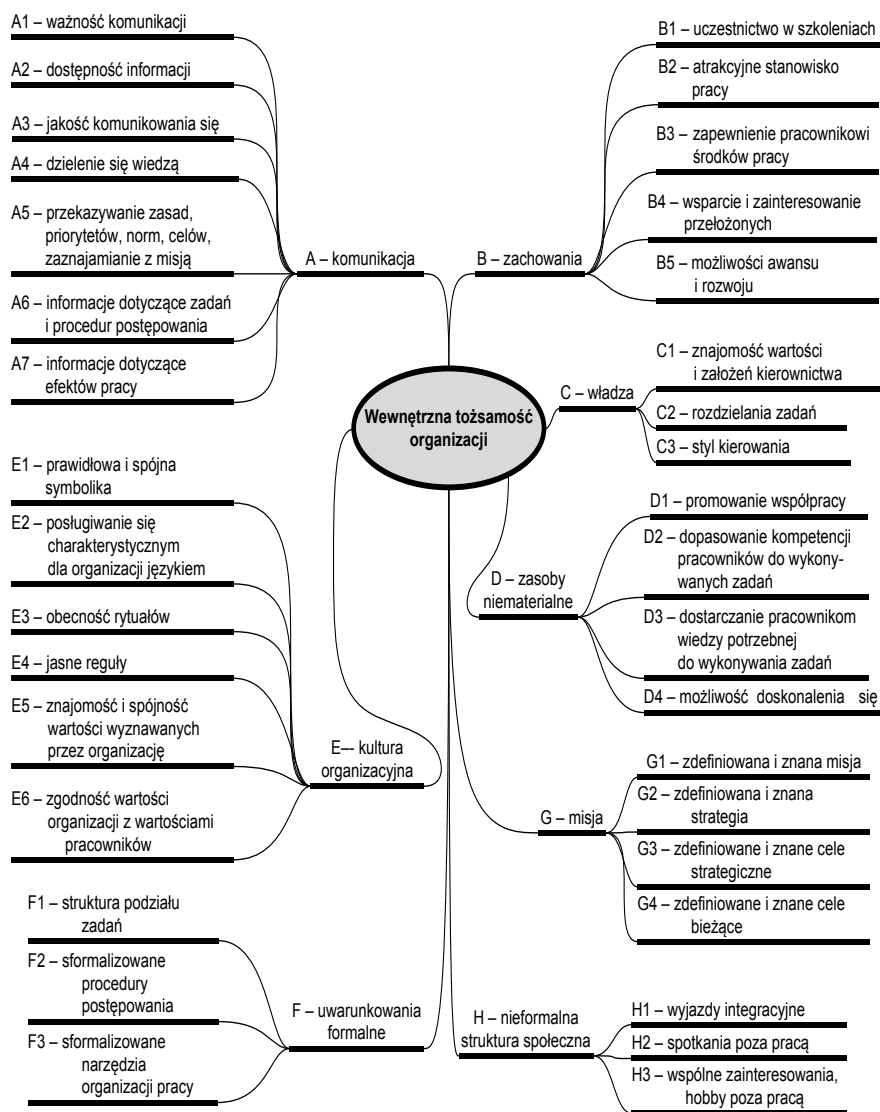 A1 – ważność komunikacji
A2 – dostępność informacji
A3 – jakość komunikowania się
A4 – dzielenie się wiedzą
A5 – przekazywanie zasad,
priorytetów, norm, celów,
zaznajamianie z misją
A6 – informacje dotyczące zadań
i procedur postępowania
A7 – informacje dotyczące
efektów pracy
A – komunikacja
B – zachowania
B1 – uczestnictwo w szkoleniach
B2 – atrakcyjne stanowisko
pracy
B3 – zapewnienie pracownikowi
środków pracy
B4 – wsparcie i zainteresowanie
przełożonych
B5 – możliwości awansu
i rozwoju
Wewnętrzna tożsamość
organizacji
C – władza
C1 – znajomość wartości
i założeń kierownictwa
C2 – rozdzielania zadań
C3 – styl kierowania
D – zasoby
niematerialne
D1 – promowanie współpracy
D2 – dopasowanie kompetencji
pracowników do wykony-
wanych zadań
D3 – dostarczanie pracownikom
wiedzy potrzebnej
do wykonywania zadań
D4 – możliwość doskonalenia się
E1 – prawidłowa i spójna
symbolika
E2 – posługiwanie się
charakterystycznym
dla organizacji językiem
E3 – obecność rytuałów
E4 – jasne reguły
E5 – znajomość i spójność
wartości wyznawanych
przez organizację
E6 – zgodność wartości
organizacji z wartościami
pracowników
E–- kultura
organizacyjna
G – misja
G1 – zdefiniowana i znana misja
G2 – zdefiniowana i znana
strategia
G3 – zdefiniowane i znane cele
strategiczne
G4 – zdefiniowane i znane cele
bieżące
F1 – struktura podziału
zadań
F2 – sformalizowane
procedury
postępowania
F3 – sformalizowane
narzędzia
organizacji pracy
F – uwarunkowania
formalne
H – nieformalna
struktura społeczna
H1 – wyjazdy integracyjne
H2 – spotkania poza pracą
H3 – wspólne zainteresowania,
hobby poza pracą